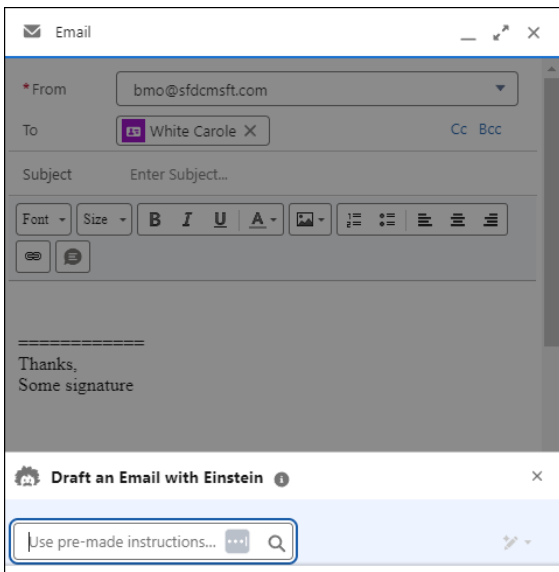 Email
* From
bmo@sfdcmsft.com
To
White Carole
Cc Bcc
Subject
Enter Subject...
Font Size B I U A
============
Thanks,
Some signature
Draft an Email with Einstein
Use pre-made instructions...